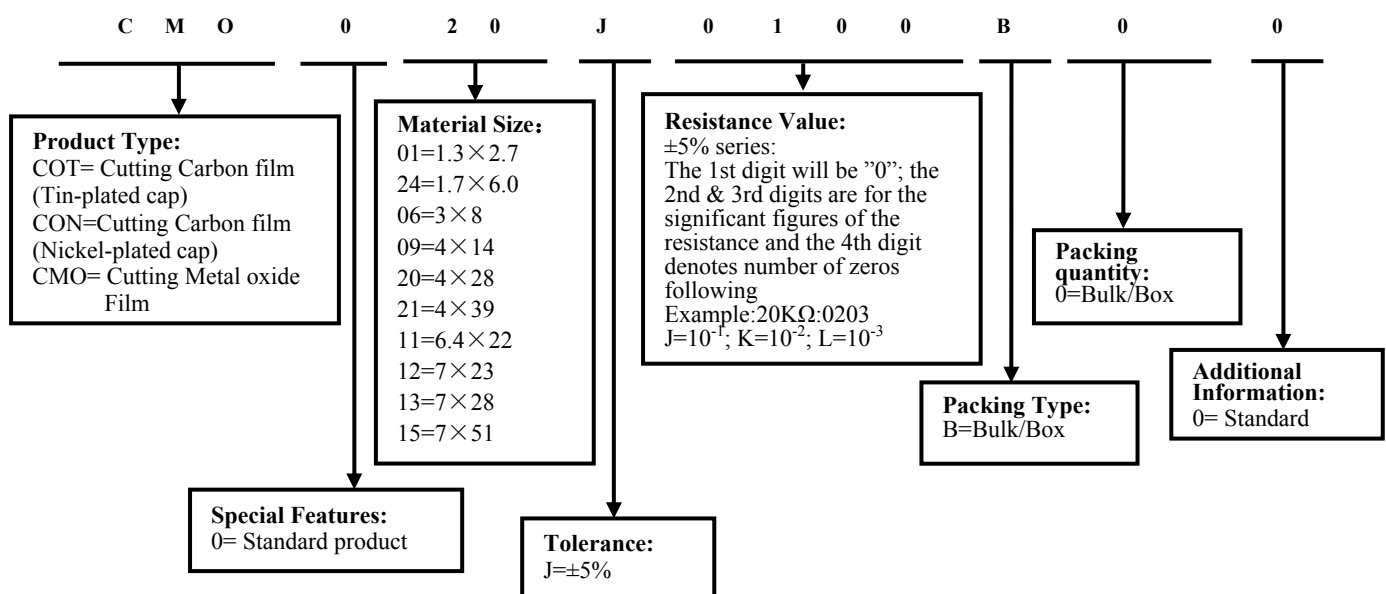 C M O 0 2 0 J 0 1 0 0 B 0 0
Product Type:
COT= Cutting Carbon film
(Tin-plated cap)
CON=Cutting Carbon film
(Nickel-plated cap)
CMO= Cutting Metal oxide
Film
Material Size：
01=1.3×2.7
24=1.7×6.0
06=3×8
09=4×14
20=4×28
21=4×39
11=6.4×22
12=7×23
13=7×28
15=7×51
Resistance Value:
±5% series:
The 1st digit will be ”0”; the
2nd & 3rd digits are for the
significant figures of the
resistance and the 4th digit
denotes number of zeros
following
Example:20KΩ:0203
J=10⁻¹; K=10⁻²; L=10⁻³
Packing
quantity:
0=Bulk/Box
Additional
Information:
0= Standard
Packing Type:
B=Bulk/Box
Special Features:
0= Standard product
Tolerance:
J=±5%